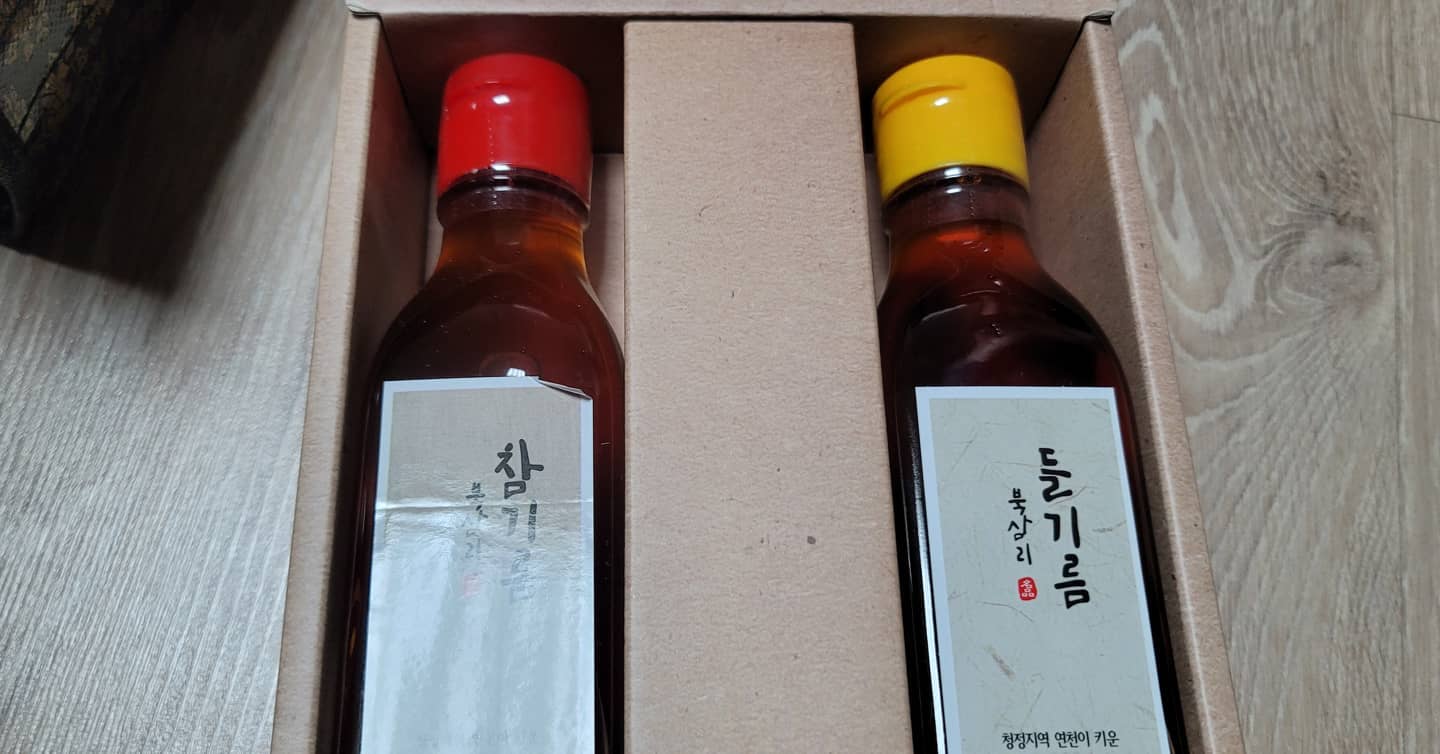 참기름
북삼리
들기름
북삼리
청정지역 연천이 키운